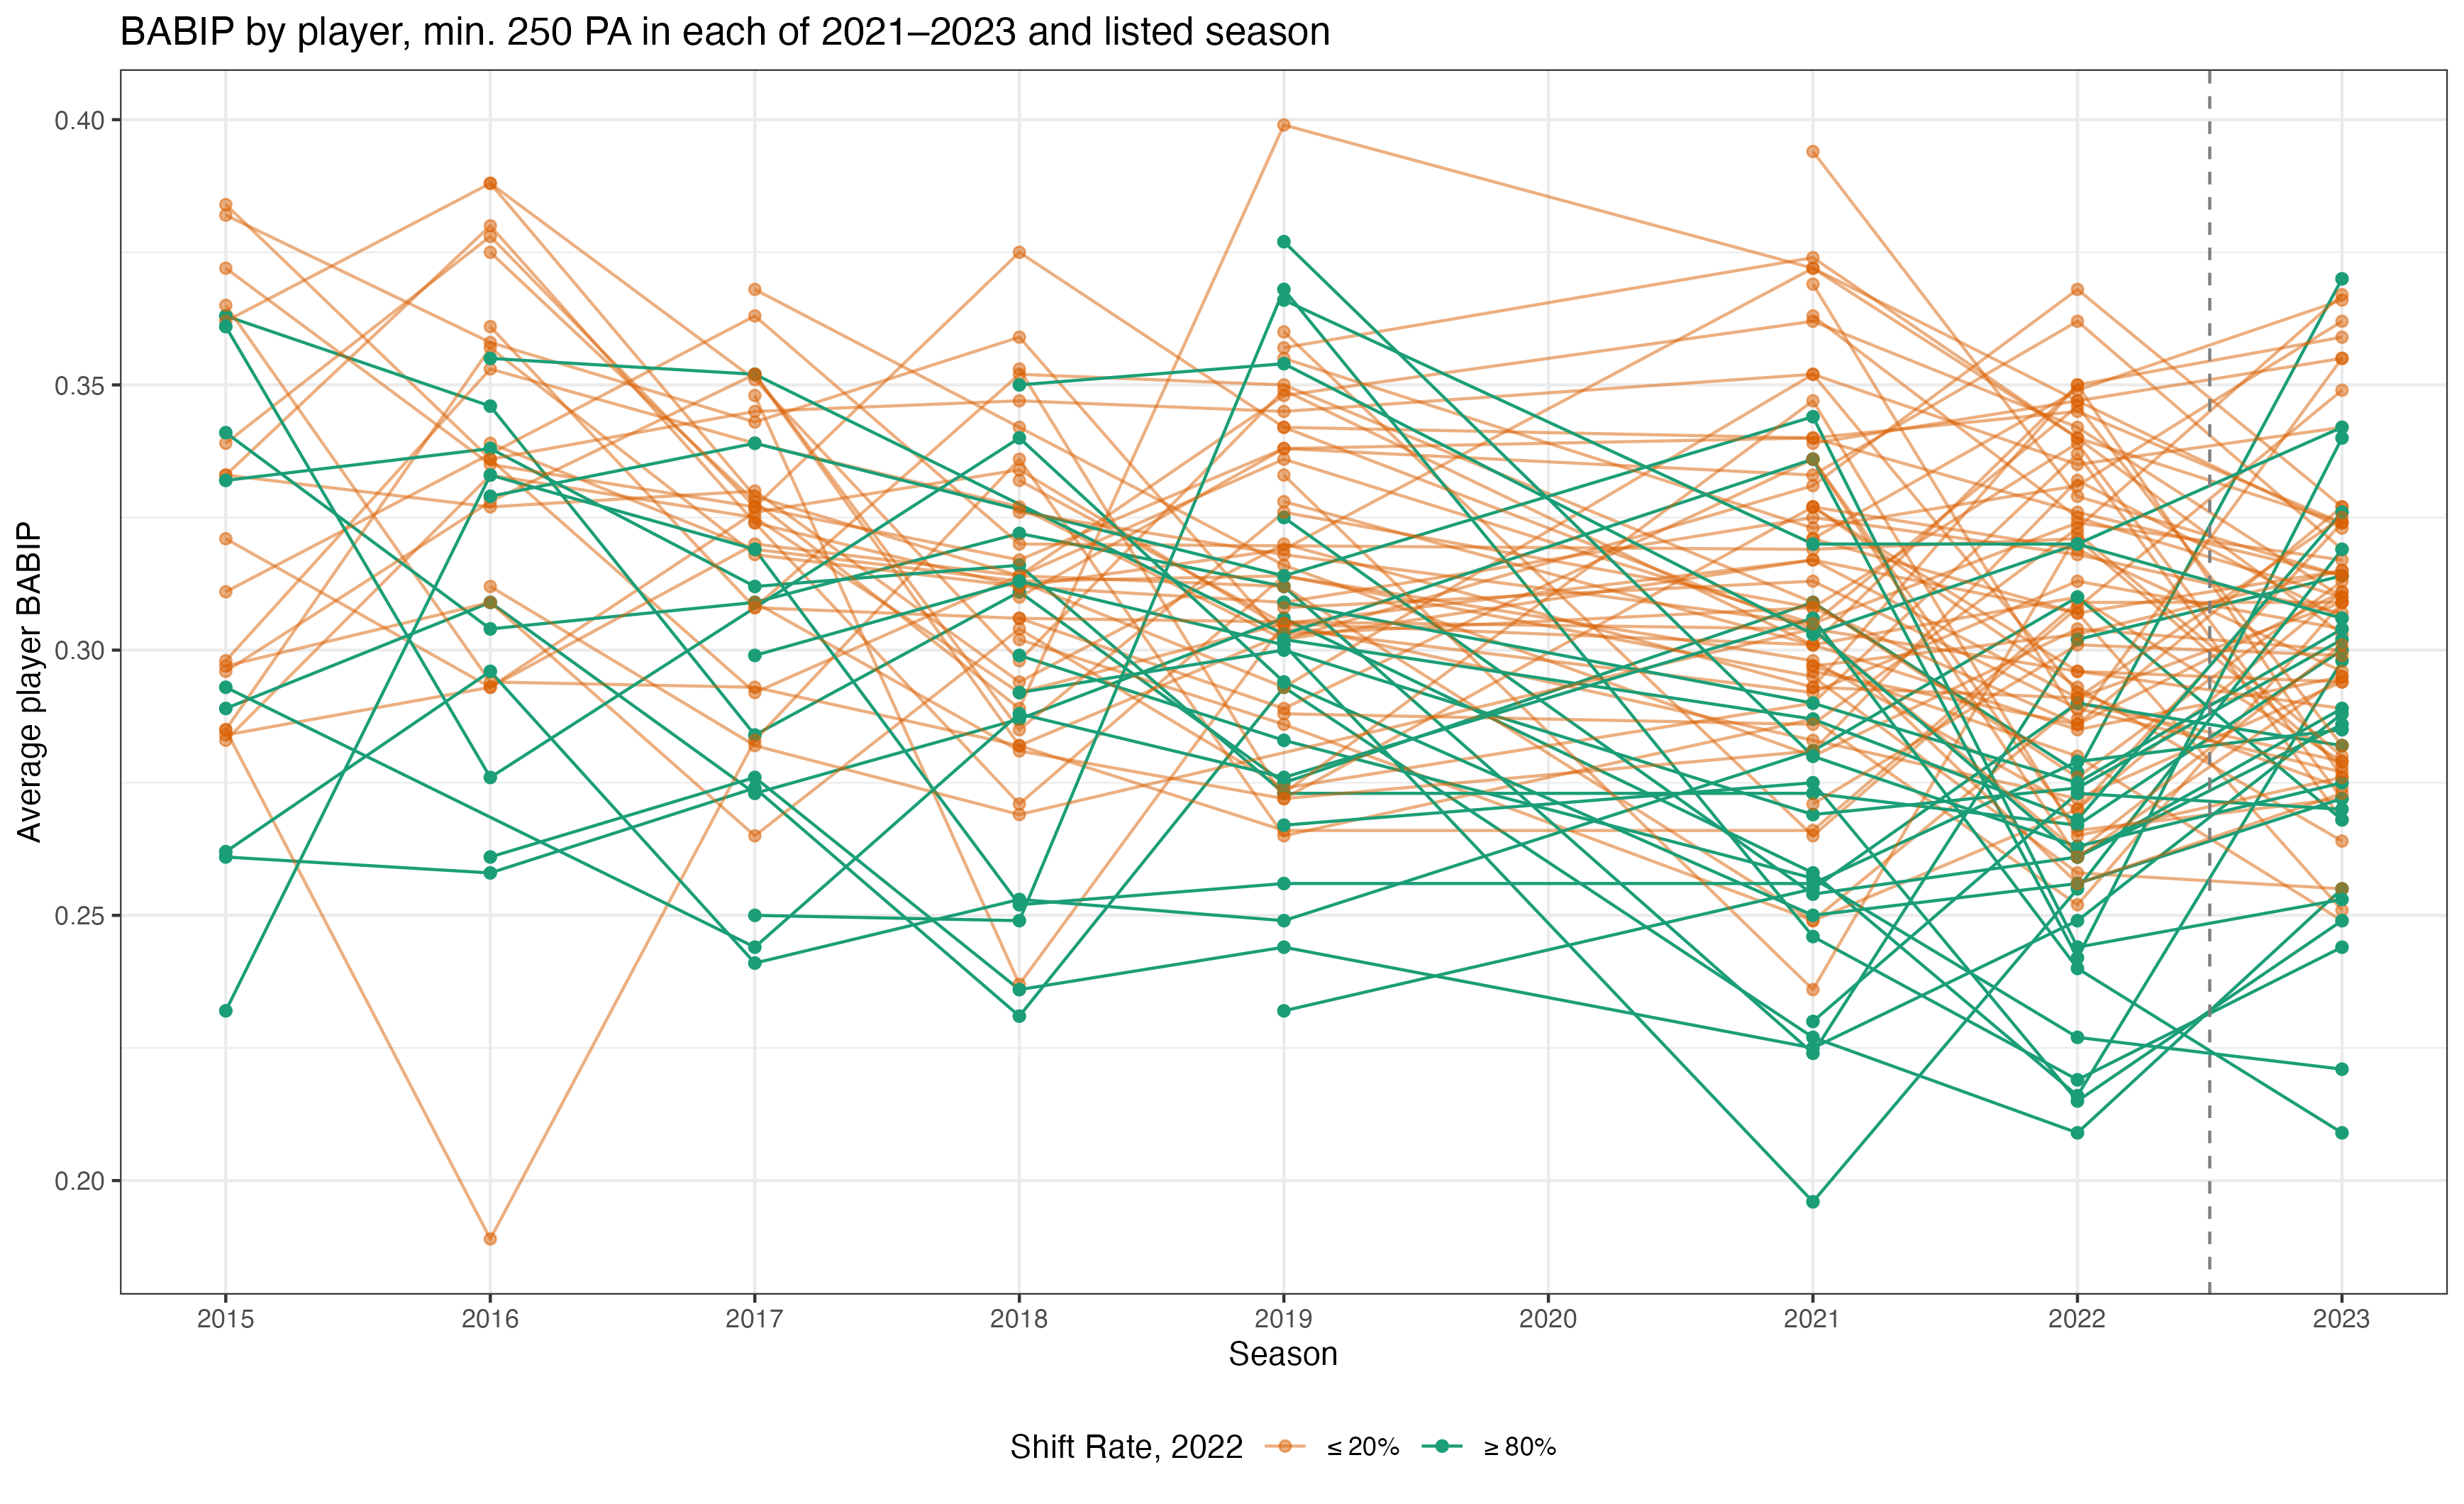 BABIP by player, min. 250 PA in each of 2021–2023 and listed season
Average player BABIP
0.40
0.35
0.30
0.25
0.20
2015 2016 2017 2018 2019 2020 2021 2022 2023
Season
Shift Rate, 2022 ≤ 20% ≥ 80%